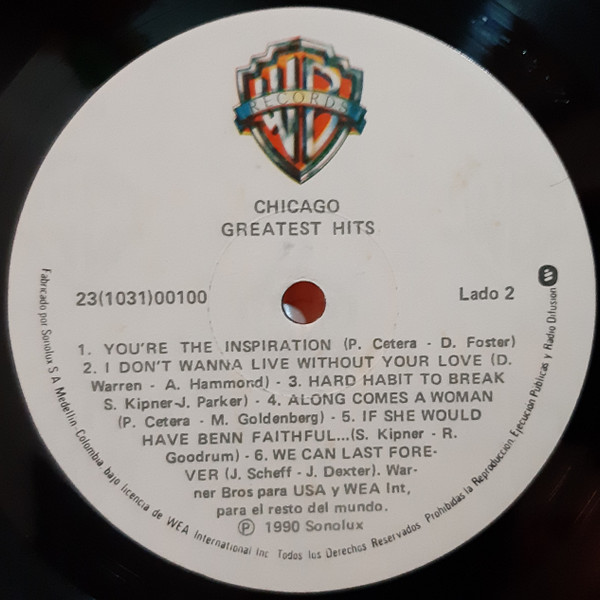 WB
RECORDS
CHICAGO
GREATEST HITS
23(1031)00100
Lado 2
1. YOU'RE THE INSPIRATION (P. Cetera - D. Foster)
2. I DON'T WANNA LIVE WITHOUT YOUR LOVE (D.
Warren - A. Hammond) - 3. HARD HABIT TO BREAK
S. Kipner-J. Parker) - 4. ALONG COMES A WOMAN
(P. Cetera - M. Goldenberg) - 5. IF SHE WOULD
HAVE BENN FAITHFUL...(S. Kipner - R.
Goodrum) - 6. WE CAN LAST FORE-
VER (J. Scheff - J. Dexter). War-
ner Bros para USA y WEA Int,
para el resto del mundo.
Ⓟ 1990 Sonolux
Fabricado por Sonolux S.A. Medellín-Colombia, bajo licencia de WEA International Inc Todos los Derechos Reservados Prohibidas la Reproducción, Ejecución Públicas y Radio Difusión